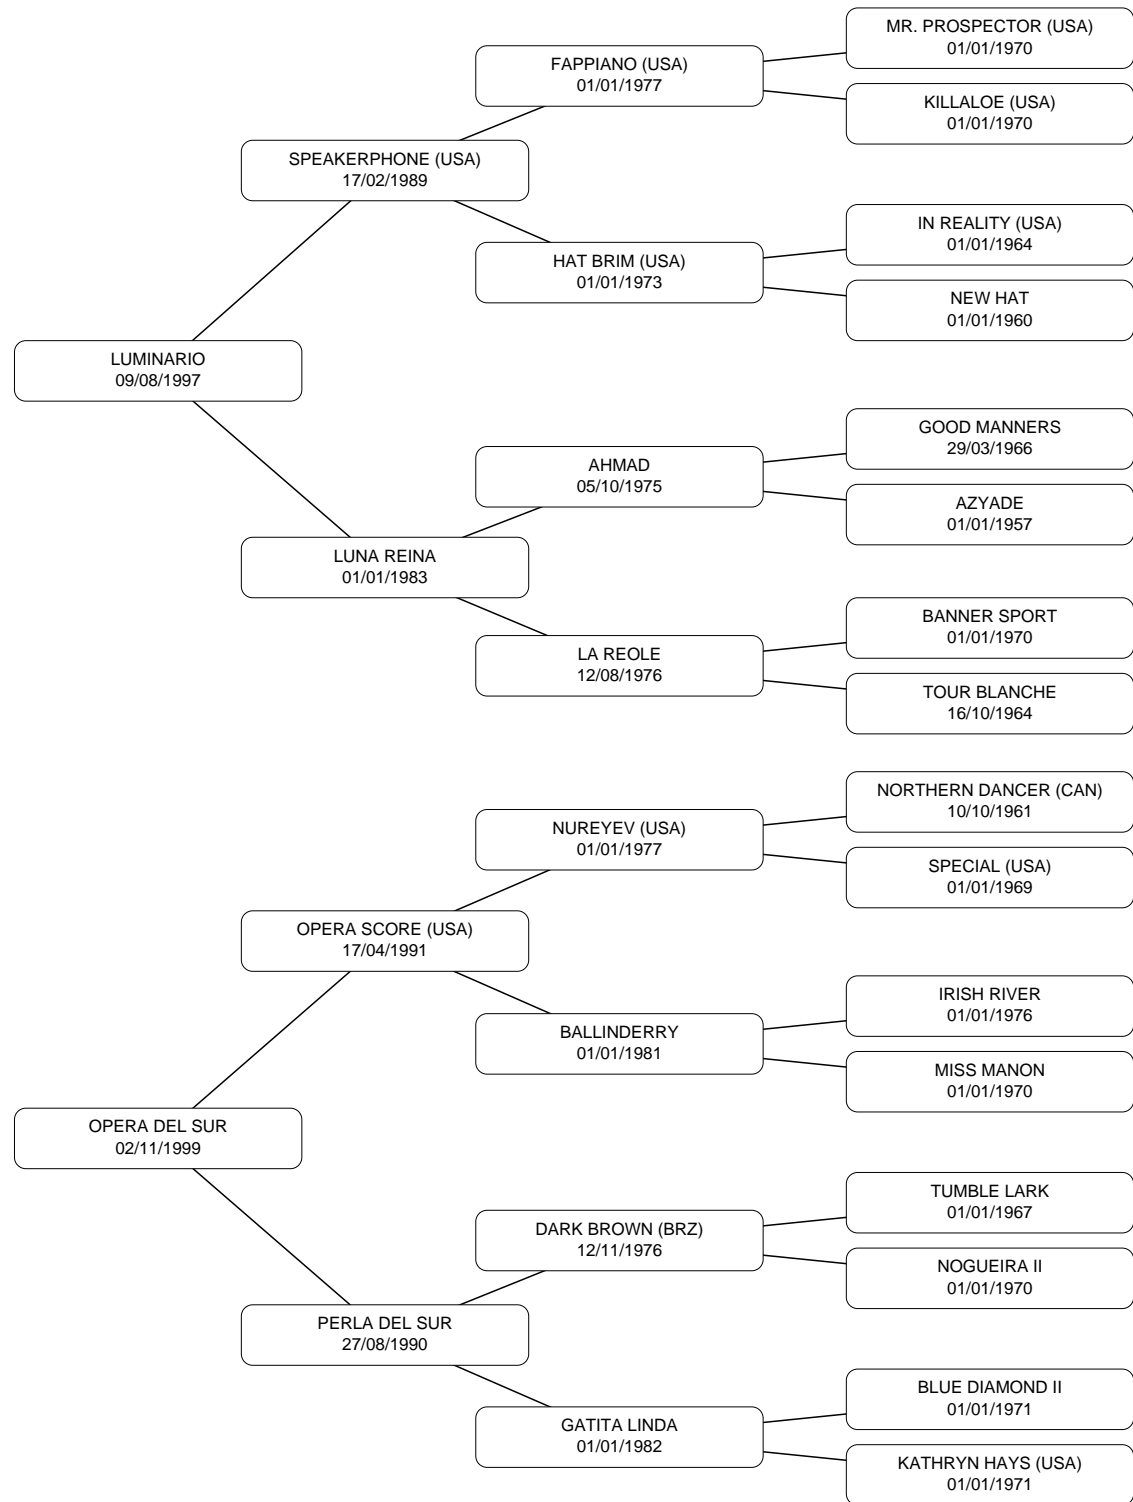 MR. PROSPECTOR (USA)
01/01/1970
FAPPIANO (USA)
01/01/1977
KILLALOE (USA)
01/01/1970
SPEAKERPHONE (USA)
17/02/1989
IN REALITY (USA)
01/01/1964
HAT BRIM (USA)
01/01/1973
NEW HAT
01/01/1960
LUMINARIO
09/08/1997
GOOD MANNERS
29/03/1966
AHMAD
05/10/1975
AZYADE
01/01/1957
LUNA REINA
01/01/1983
BANNER SPORT
01/01/1970
LA REOLE
12/08/1976
TOUR BLANCHE
16/10/1964
NORTHERN DANCER (CAN)
10/10/1961
NUREYEV (USA)
01/01/1977
SPECIAL (USA)
01/01/1969
OPERA SCORE (USA)
17/04/1991
IRISH RIVER
01/01/1976
BALLINDERRY
01/01/1981
MISS MANON
01/01/1970
OPERA DEL SUR
02/11/1999
TUMBLE LARK
01/01/1967
DARK BROWN (BRZ)
12/11/1976
NOGUEIRA II
01/01/1970
PERLA DEL SUR
27/08/1990
BLUE DIAMOND II
01/01/1971
GATITA LINDA
01/01/1982
KATHRYN HAYS (USA)
01/01/1971